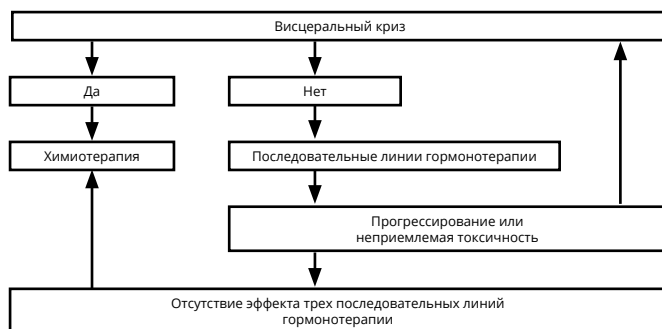 Висцеральный криз
Да
Нет
Химиотерапия
Последовательные линии гормонотерапии
Прогрессирование или
неприемлемая токсичность
Отсутствие эффекта трех последовательных линий
гормонотерапии